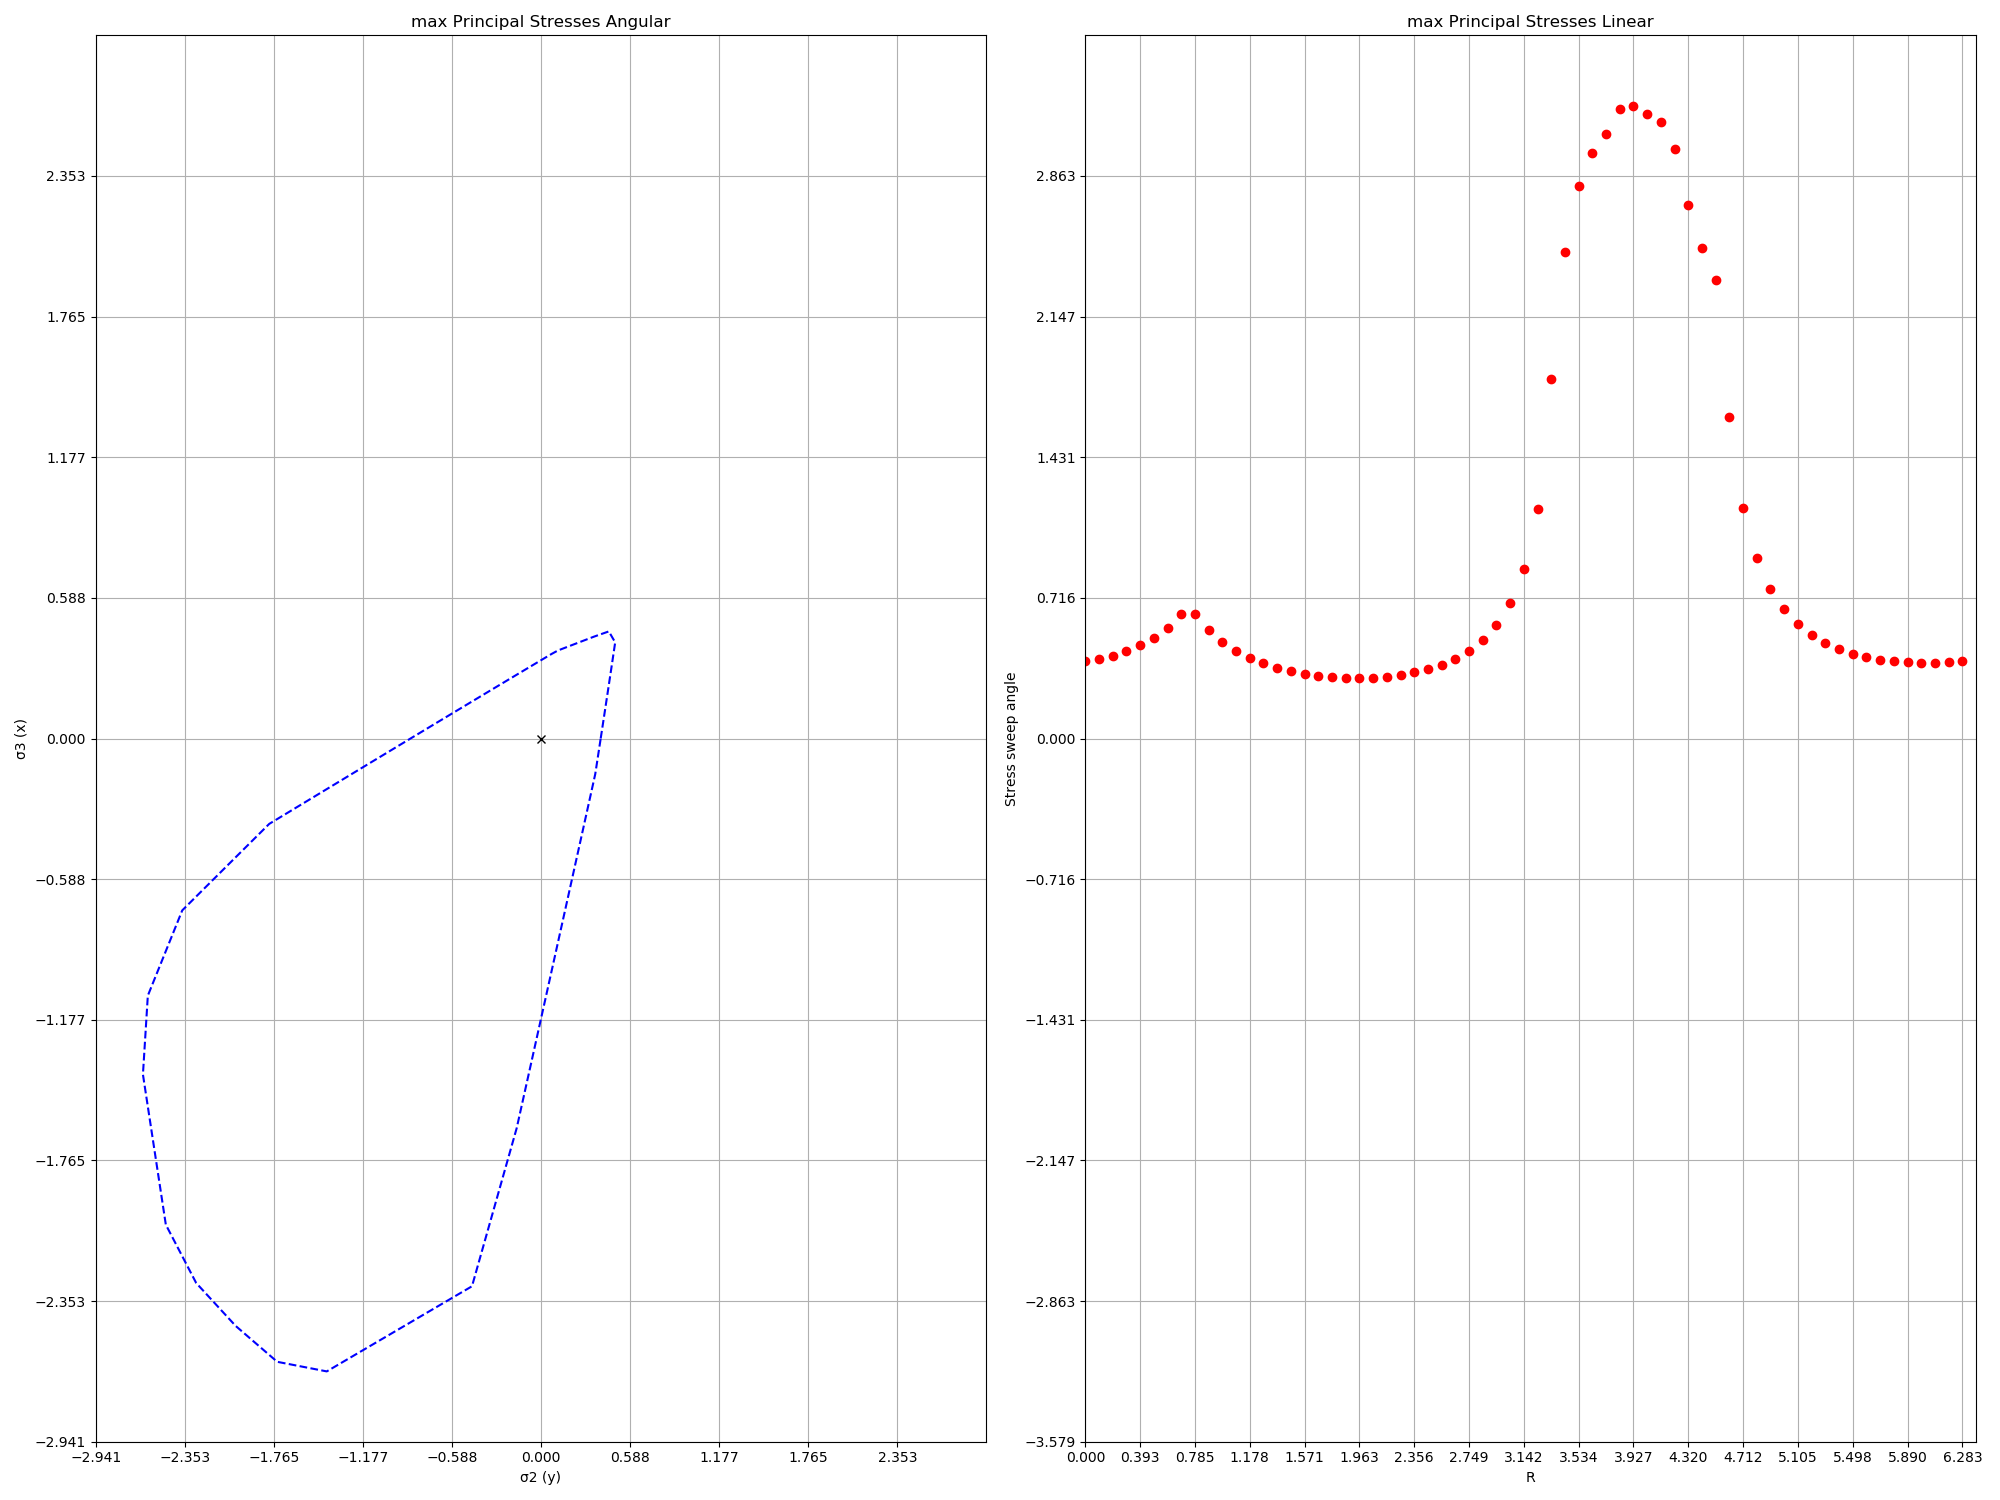 max Principal Stresses Angular
2.353
1.765
1.177
0.588
0.000
−0.588
−1.177
−1.765
−2.353
−2.941
σ3 (x)
−2.941 −2.353 −1.765 −1.177 −0.588 0.000 0.588 1.177 1.765 2.353
σ2 (y)
max Principal Stresses Linear
2.863
2.147
1.431
0.716
0.000
−0.716
−1.431
−2.147
−2.863
−3.579
Stress sweep angle
0.000 0.393 0.785 1.178 1.571 1.963 2.356 2.749 3.142 3.534 3.927 4.320 4.712 5.105 5.498 5.890 6.283
R